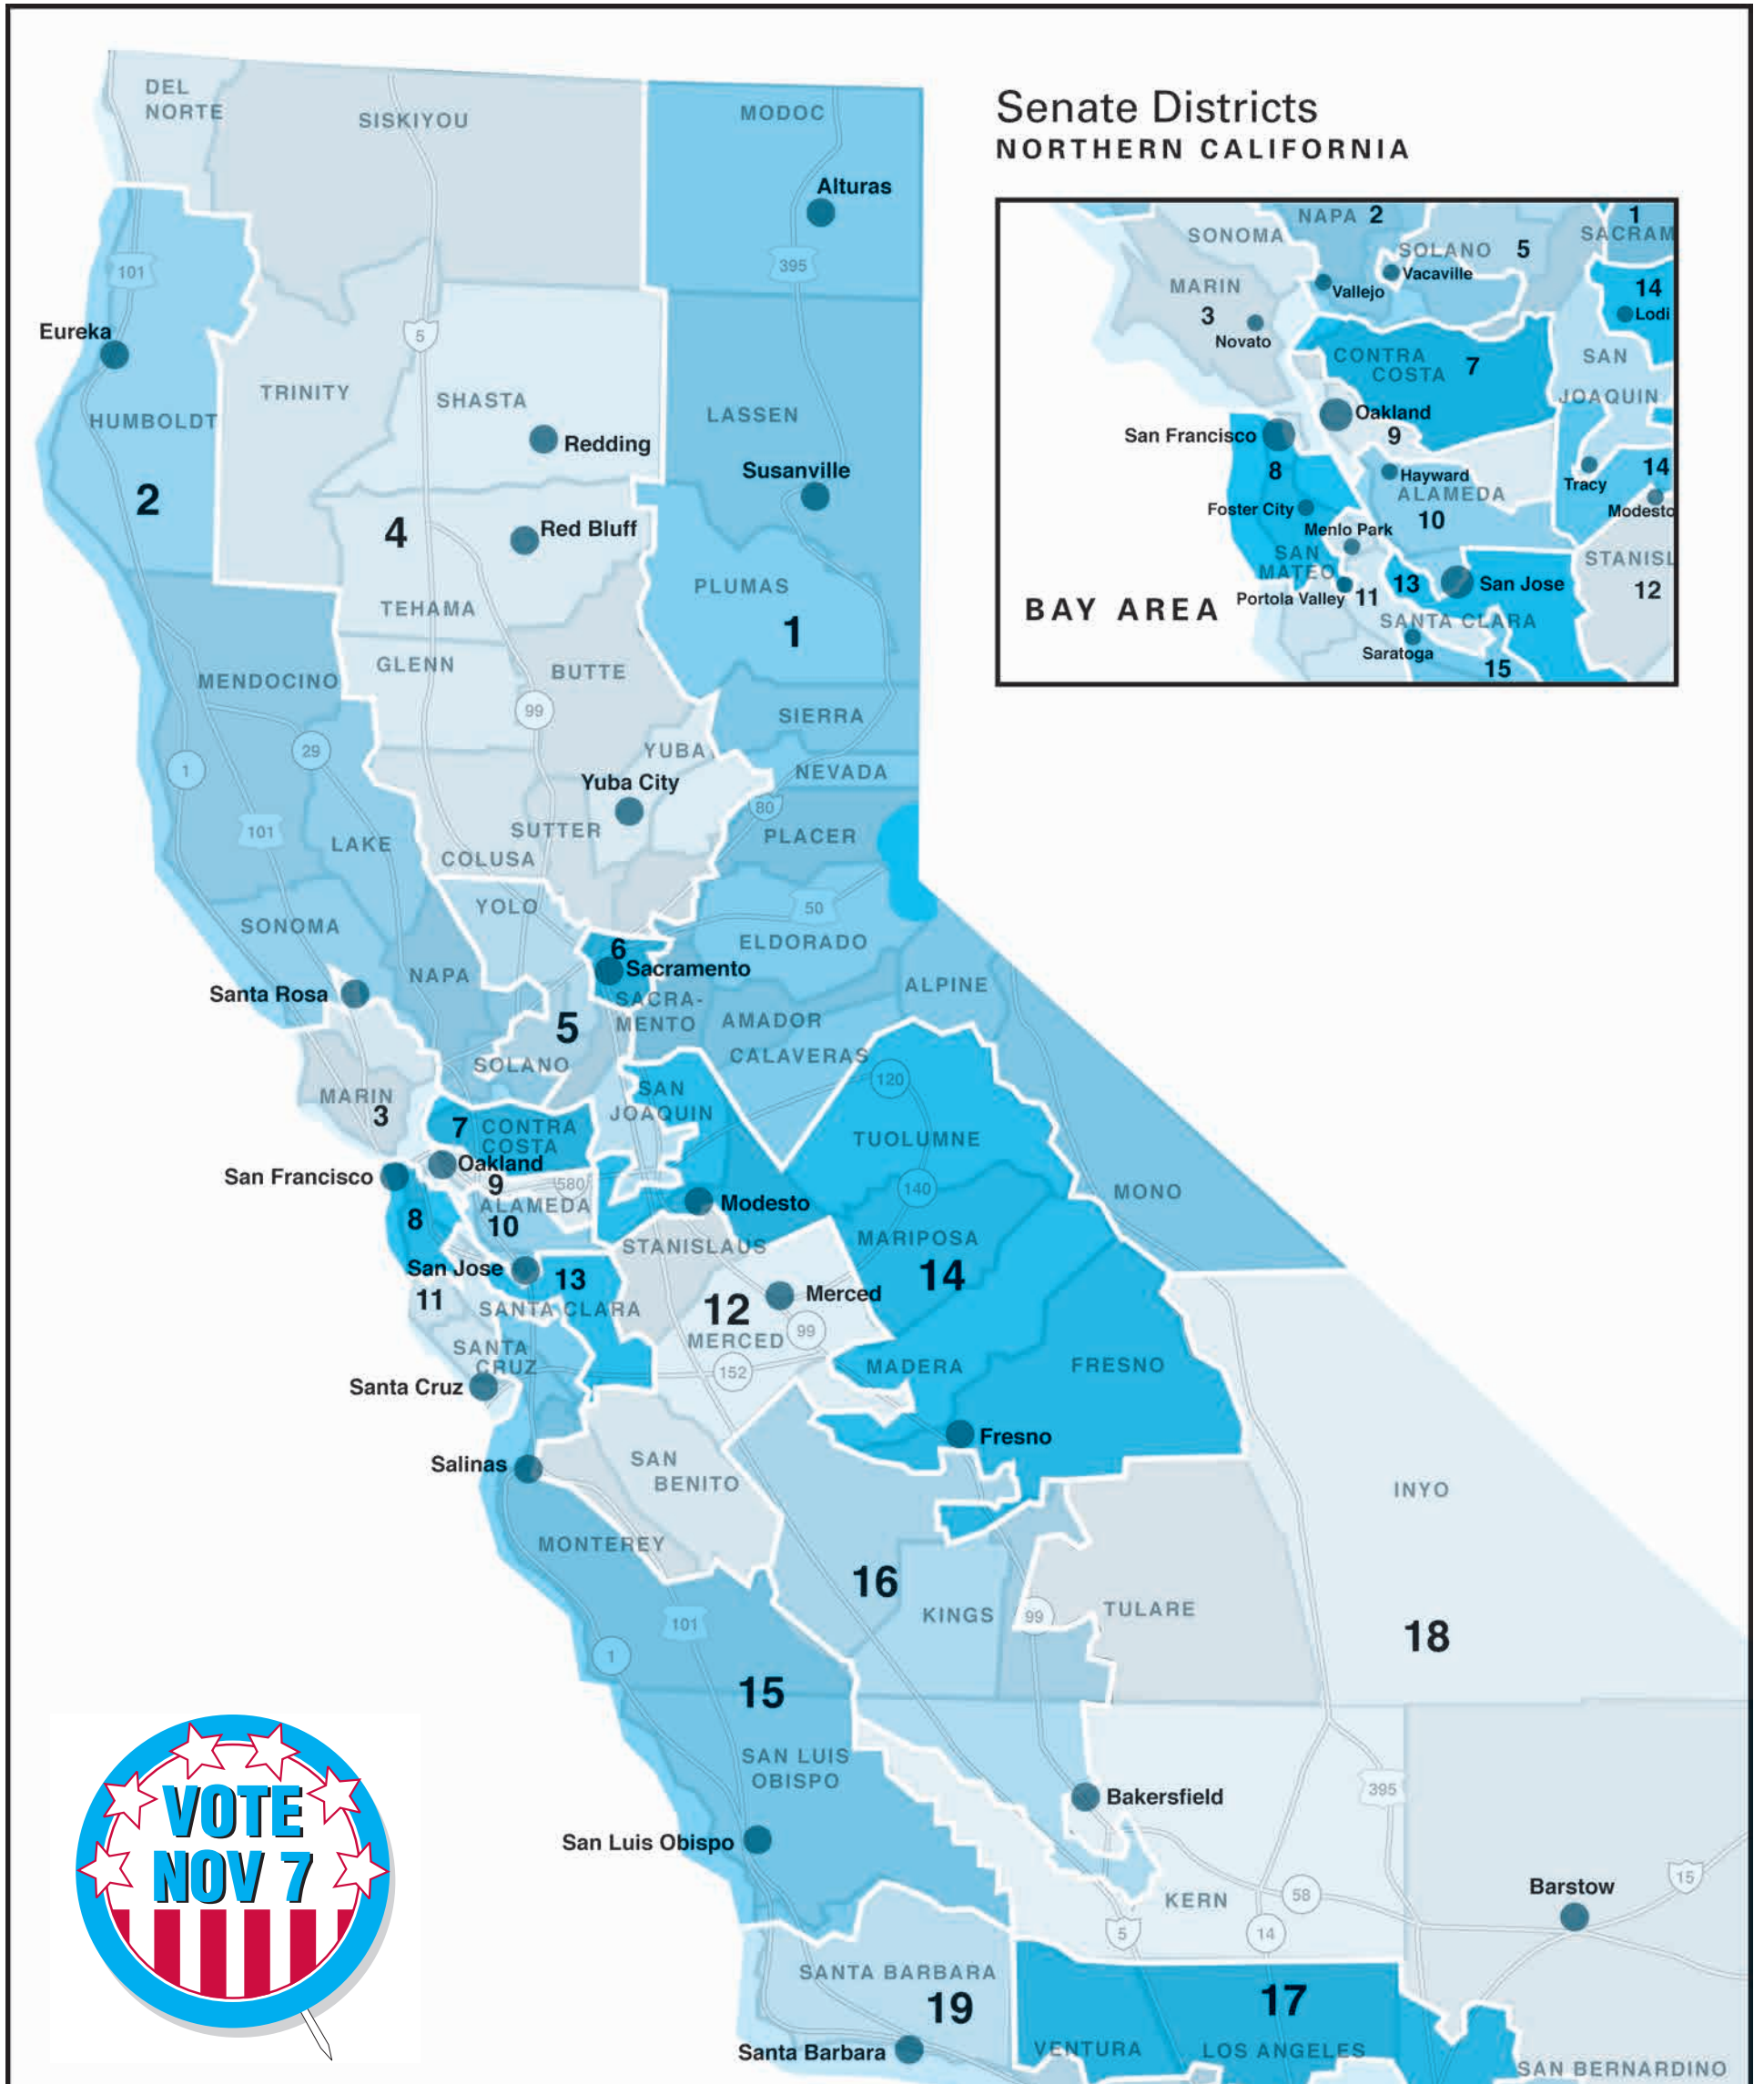 Senate Districts
NORTHERN CALIFORNIA
DEL
NORTE
SISKIYOU
MODOC
Alturas
101
395
5
Eureka
HUMBOLDT
TRINITY
SHASTA
Redding
LASSEN
Susanville
2
4
Red Bluff
TEHAMA
PLUMAS
1
GLENN
BUTTE
MENDOCINO
99
SIERRA
29
1
YUBA
NEVADA
Yuba City
80
101
LAKE
SUTTER
PLACER
COLUSA
YOLO
50
SONOMA
6
ELDORADO
NAPA
Sacramento
Santa Rosa
SACRA-
MENTO
ALPINE
5
AMADOR
SOLANO
CALAVERAS
120
MARIN
3
SAN
JOAQUIN
7
CONTRA
COSTA
TUOLUMNE
Oakland
San Francisco
9
580
140
MONO
ALAMEDA
Modesto
8
10
STANISLAUS
MARIPOSA
San Jose
13
14
11
SANTA CLARA
12
Merced
MERCED
99
SANTA
CRUZ
152
MADERA
FRESNO
Santa Cruz
Fresno
Salinas
SAN
BENITO
INYO
MONTEREY
16
KINGS
99
TULARE
101
18
1
15
SAN LUIS
OBISPO
Bakersfield
395
San Luis Obispo
KERN
58
Barstow
15
5
14
SANTA BARBARA
19
17
Santa Barbara
VENTURA
LOS ANGELES
SAN BERNARDINO
NAPA 2
1
SONOMA
SOLANO 5
SACRAM
Vacaville
MARIN
Vallejo
14
3
Lodi
Novato
CONTRA
COSTA
7
SAN
JOAQUIN
Oakland
San Francisco
9
8
Hayward
14
Tracy
ALAMEDA
Foster City
10
Modesto
Menlo Park
SAN
MATEO
STANISL
13
San Jose
12
BAY AREA
Portola Valley
11
SANTA CLARA
Saratoga
15
VOTE
NOV 7